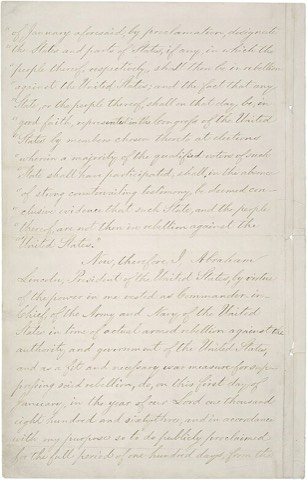 of January aforesaid, by proclamation, designate
"the States and parts of States, if any, in which the
"people thereof, respectively, shall then be in rebellion
"against the United States; and the fact that any
"State, or the people thereof, shall on that day be, in
"good faith, represented in the Congress of the United
"States by members chosen thereto at elections
"wherein a majority of the qualified voters of such
"State shall have participated, shall, in the absence
"of strong countervailing testimony, be deemed con-
"clusive evidence that such State, and the people
"thereof, are not then in rebellion against the
"United States."
Now, therefore I, Abraham
Lincoln, President of the United States, by virtue
of the power in me vested as Commander-in-
Chief, of the Army and Navy of the United
States in time of actual armed rebellion against the
authority and government of the United States,
and as a fit and necessary war measure for sup-
pressing said rebellion, do, on this first day of
January, in the year of our Lord one thousand
eight hundred and sixty three, and in accordance
with my purpose so to do publicly proclaimed
for the full period of one hundred days, from the